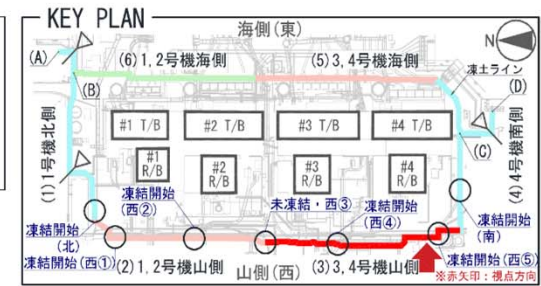 KEY PLAN
海側(東)
N
(A)
(6)1,2号機海側
(5)3,4号機海側
凍土ライン
(B)
(D)
#1 T/B
#2 T/B
#3 T/B
#4 T/B
(C)
(1)1号機北側
#1
R/B
#2
R/B
#3
R/B
#4
R/B
(4)4号機南側
凍結開始
(西②)
未凍結・西③
凍結開始
(西④)
凍結開始
(北)
凍結開始
(南)
凍結開始(西①)
(2)1,2号機山側
山側(西)
(3)3,4号機山側
凍結開始(西⑤)
※赤矢印:視点方向